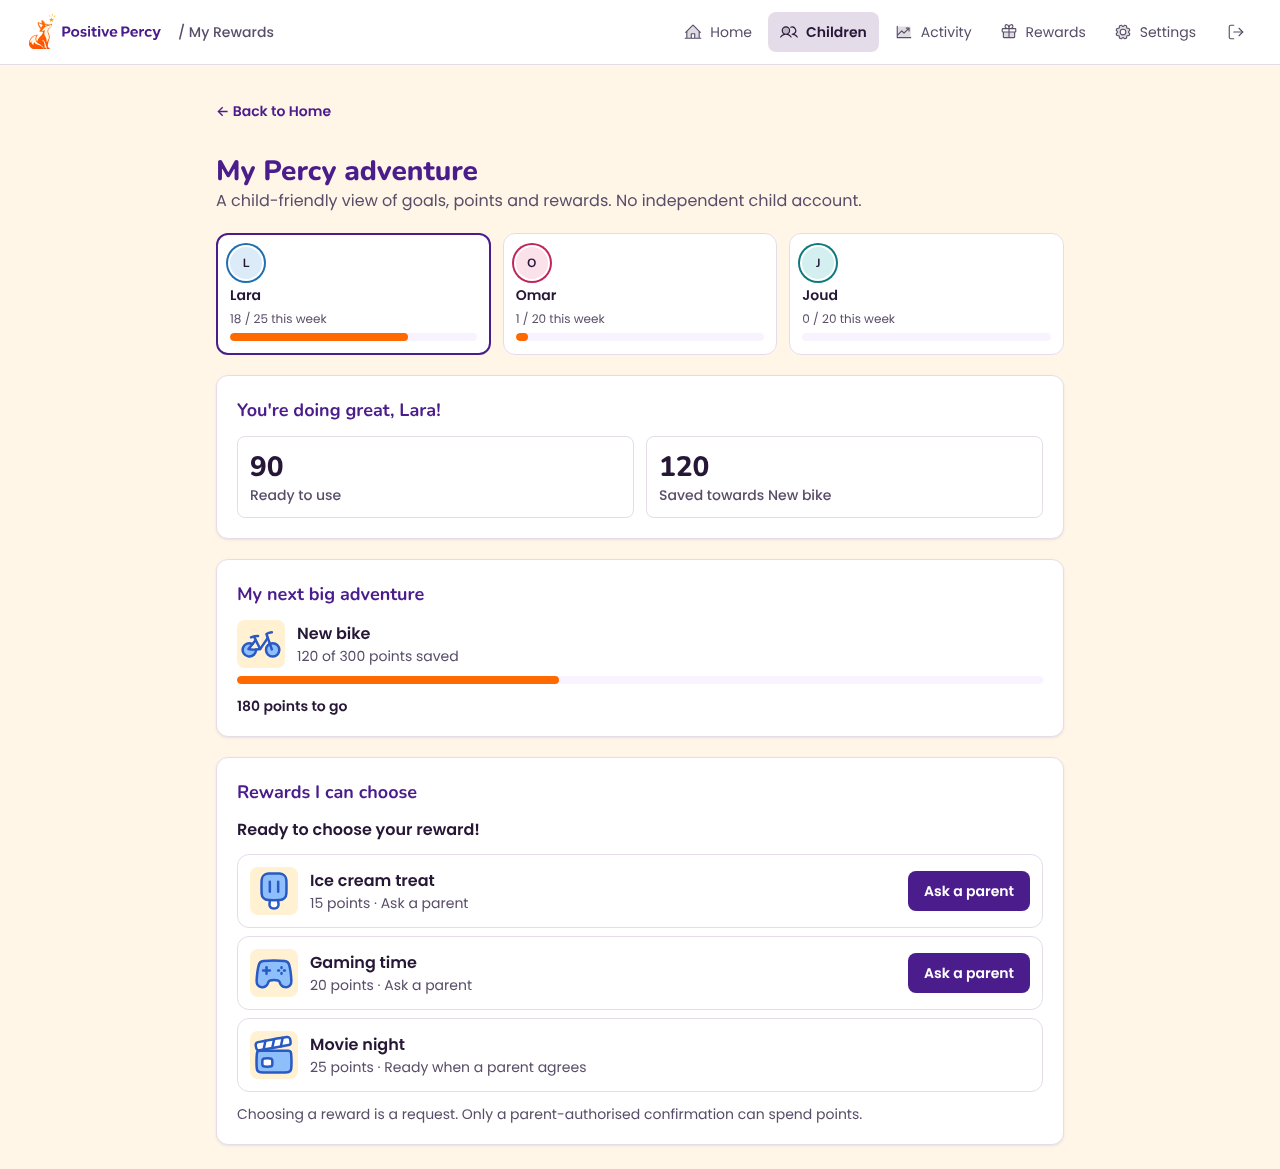 Positive Percy / My Rewards Home Children Activity Rewards Settings
← Back to Home
My Percy adventure
A child-friendly view of goals, points and rewards. No independent child account.
L
Lara
18 / 25 this week
O
Omar
1 / 20 this week
J
Joud
0 / 20 this week
You're doing great, Lara!
90
Ready to use
120
Saved towards New bike
My next big adventure
New bike
120 of 300 points saved
180 points to go
Rewards I can choose
Ready to choose your reward!
Ice cream treat
15 points · Ask a parent
Ask a parent
Gaming time
20 points · Ask a parent
Ask a parent
Movie night
25 points · Ready when a parent agrees
Choosing a reward is a request. Only a parent-authorised confirmation can spend points.